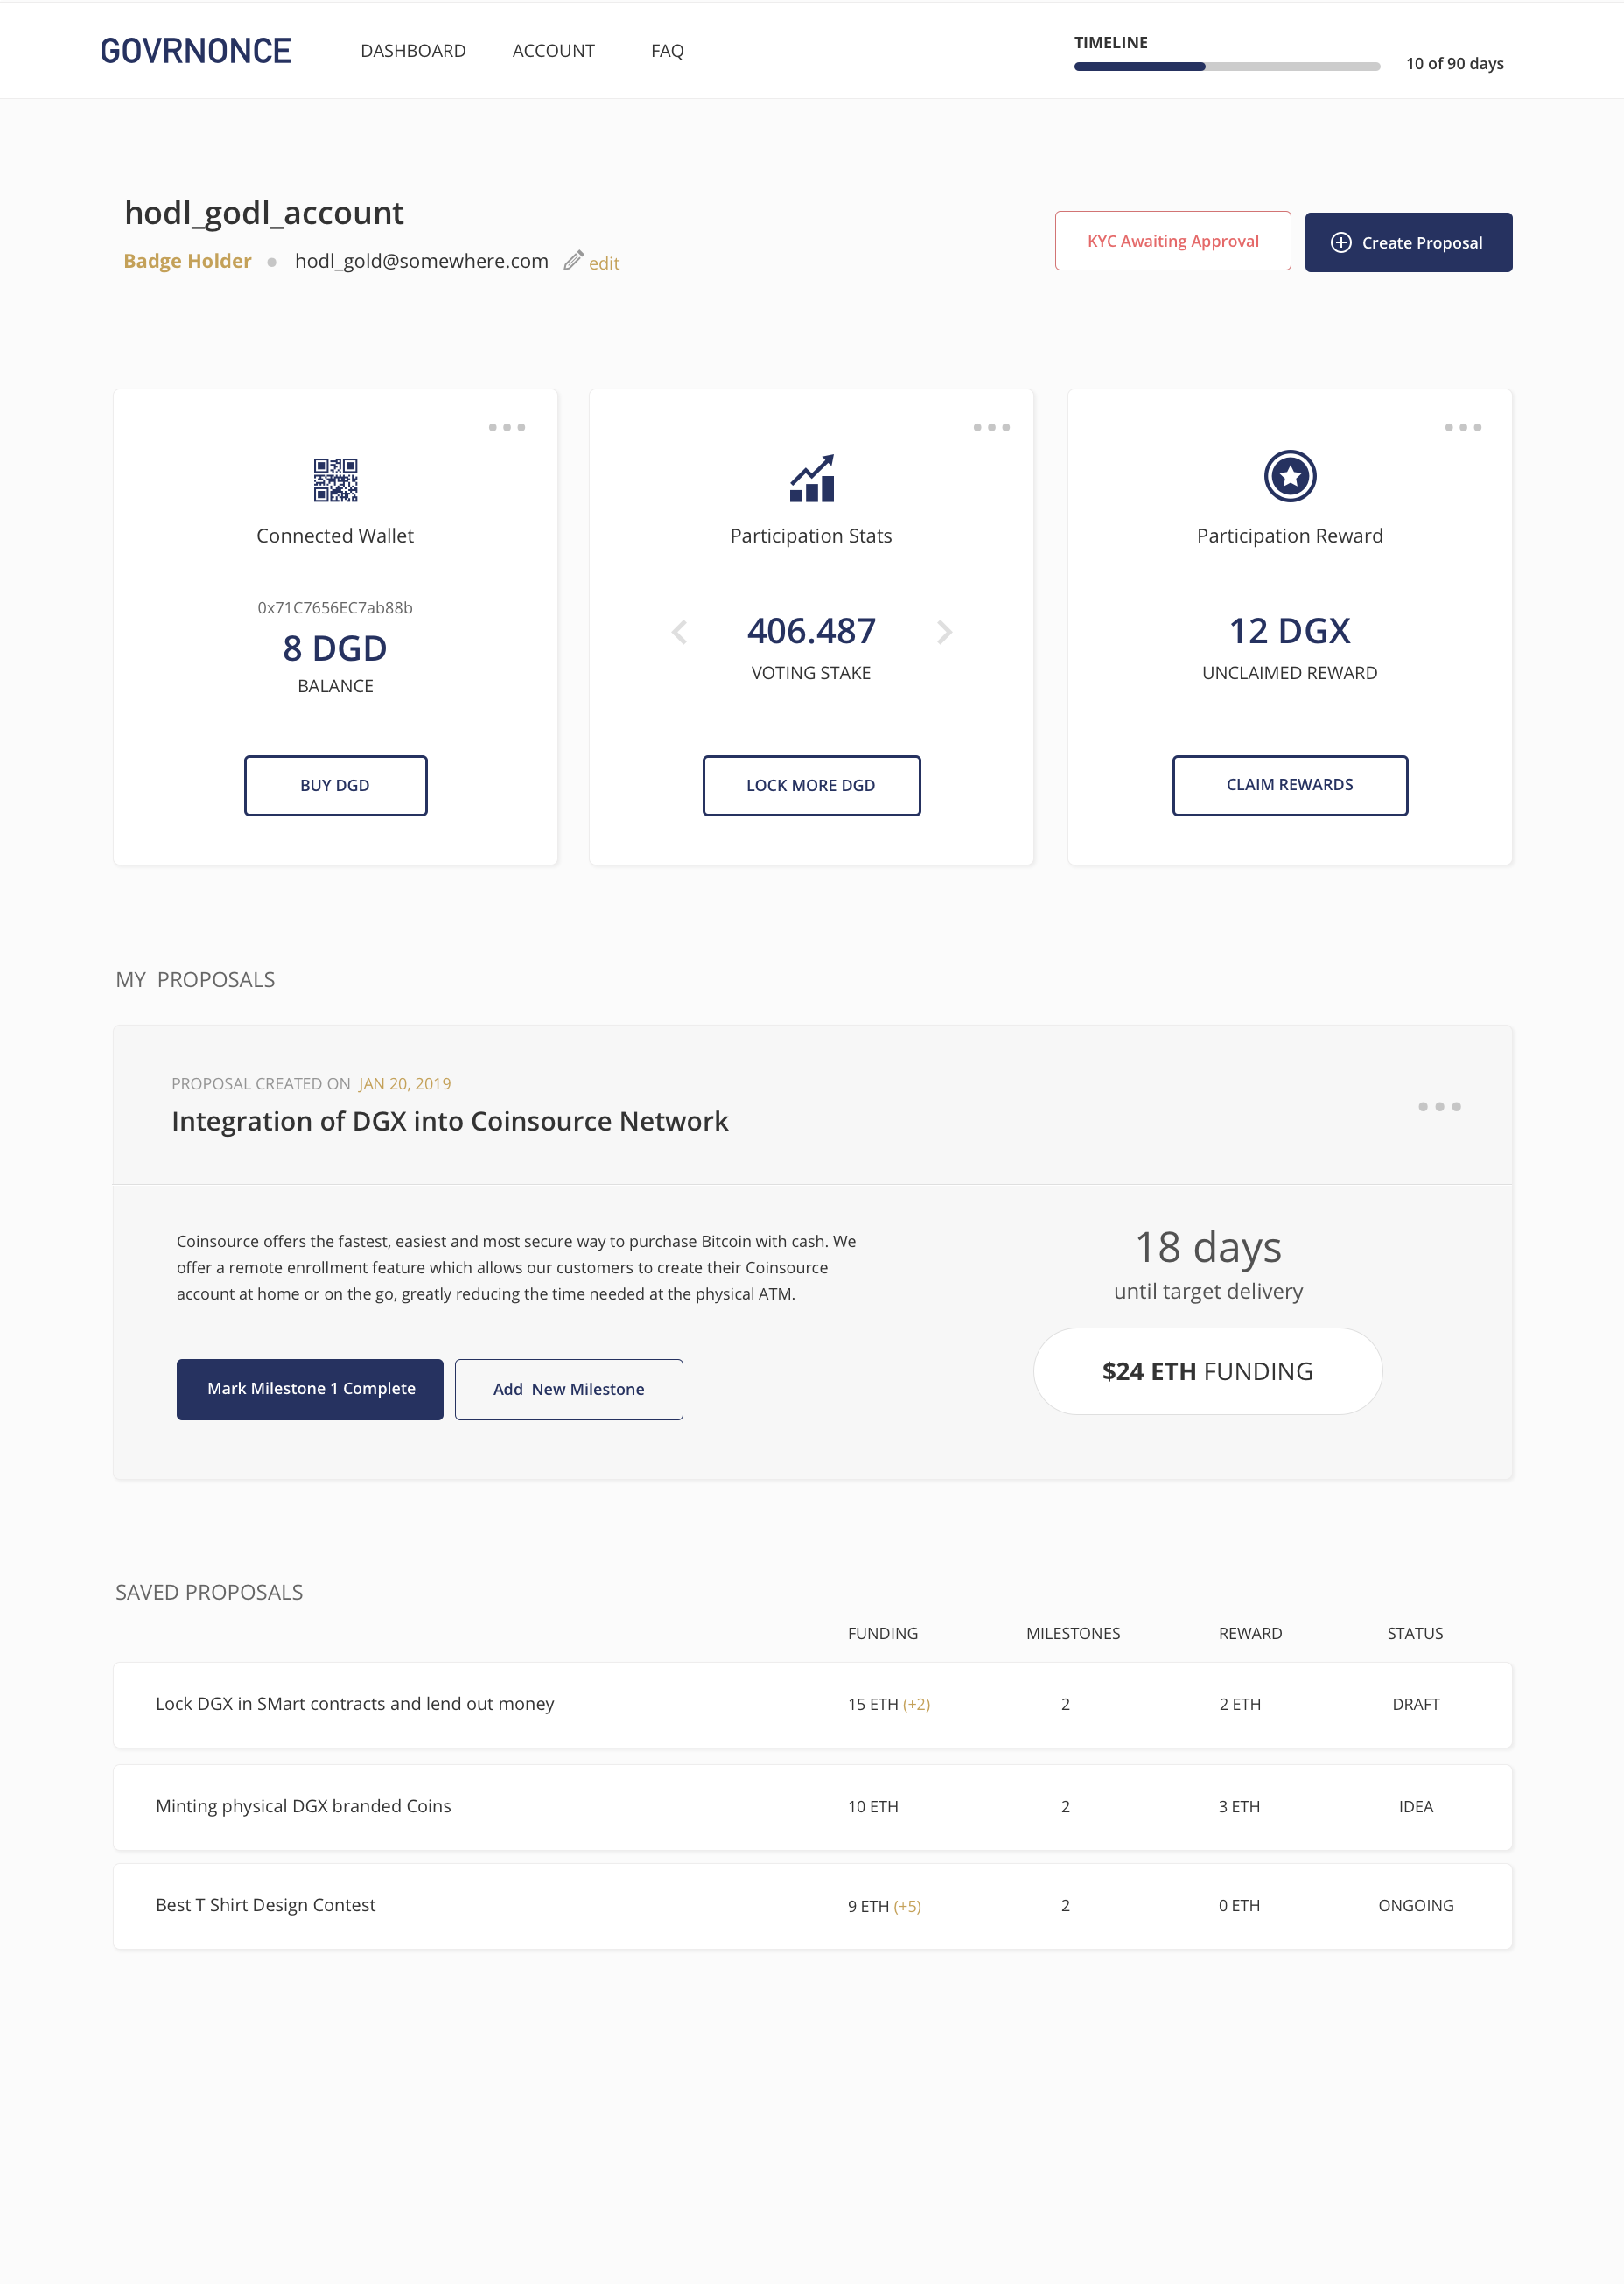 GOVRNONCE
DASHBOARD
ACCOUNT
FAQ
TIMELINE
10 of 90 days
hodl_godl_account
Badge Holder
hodl_gold@somewhere.com
edit
KYC Awaiting Approval
Create Proposal
Connected Wallet
0x71C7656EC7ab88b
8 DGD
BALANCE
BUY DGD
Participation Stats
406.487
VOTING STAKE
LOCK MORE DGD
Participation Reward
12 DGX
UNCLAIMED REWARD
CLAIM REWARDS
MY PROPOSALS
PROPOSAL CREATED ON JAN 20, 2019
Integration of DGX into Coinsource Network
Coinsource offers the fastest, easiest and most secure way to purchase Bitcoin with cash. We
offer a remote enrollment feature which allows our customers to create their Coinsource
account at home or on the go, greatly reducing the time needed at the physical ATM.
Mark Milestone 1 Complete
Add New Milestone
18 days
until target delivery
$24 ETH FUNDING
SAVED PROPOSALS
FUNDING MILESTONES REWARD STATUS
Lock DGX in SMart contracts and lend out money 15 ETH (+2) 2 2 ETH DRAFT
Minting physical DGX branded Coins 10 ETH 2 3 ETH IDEA
Best T Shirt Design Contest 9 ETH (+5) 2 0 ETH ONGOING